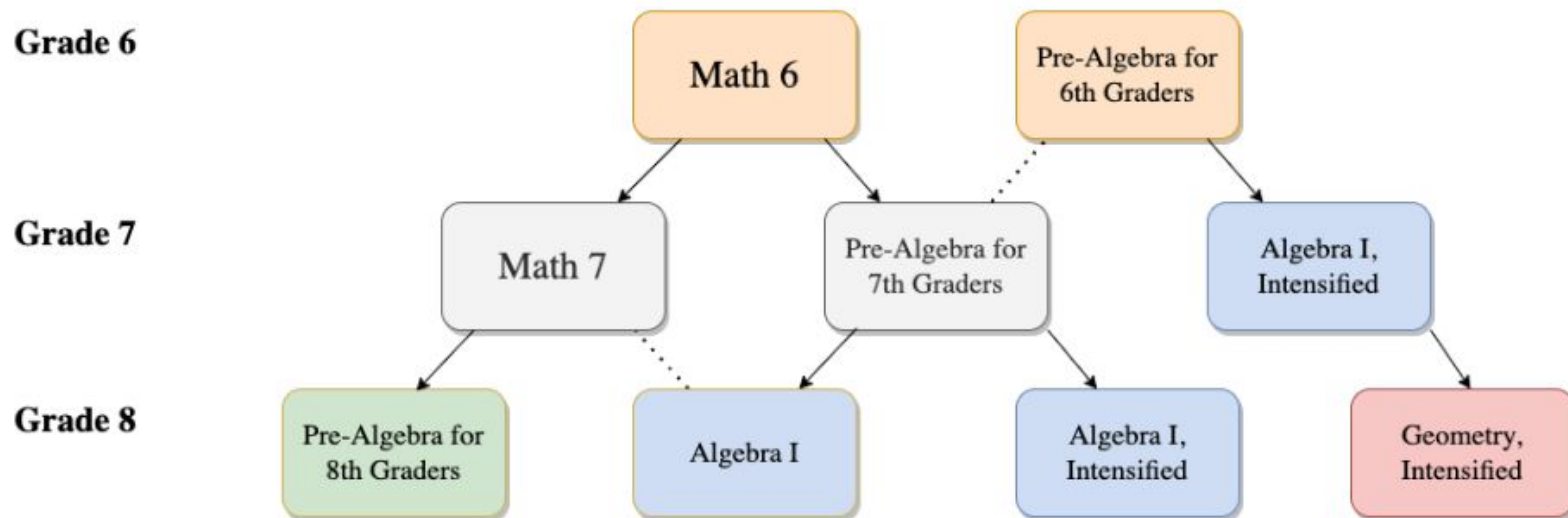 Grade 6
Math 6
Pre-Algebra for
6th Graders
Grade 7
Math 7
Pre-Algebra for
7th Graders
Algebra I,
Intensified
Grade 8
Pre-Algebra for
8th Graders
Algebra I
Algebra I,
Intensified
Geometry,
Intensified